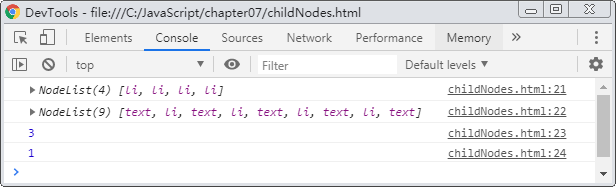 DevTools - file:///C:/JavaScript/chapter07/childNodes.html
Elements Console Sources Network Performance Memory »
top Filter Default levels
NodeList(4) [li, li, li, li] childNodes.html:21
NodeList(9) [text, li, text, li, text, li, text, li, text] childNodes.html:22
3 childNodes.html:23
1 childNodes.html:24
>